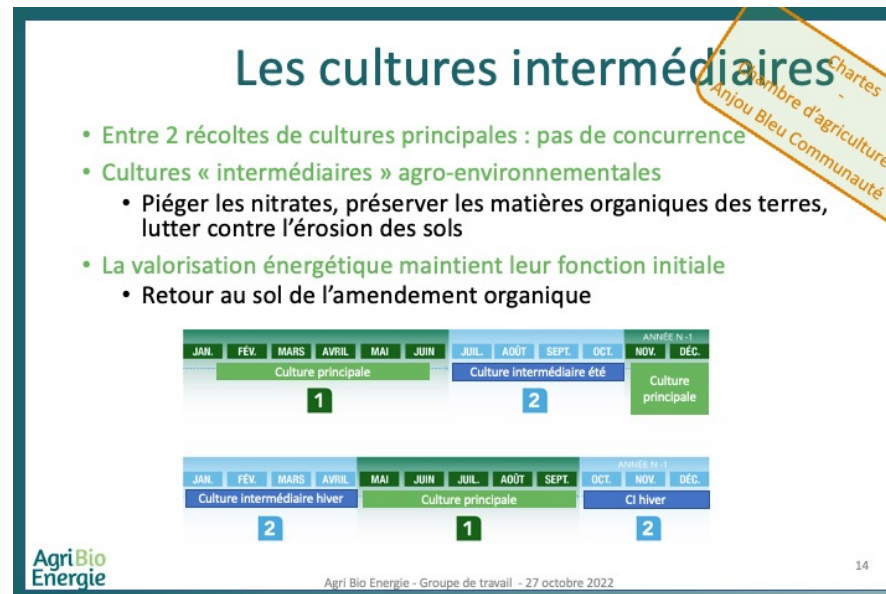 Les cultures intermédiaires
Chartes
-
Chambre d'agriculture
Anjou Bleu Communauté
• Entre 2 récoltes de cultures principales : pas de concurrence
• Cultures « intermédiaires » agro-environnementales
• Piéger les nitrates, préserver les matières organiques des terres,
lutter contre l'érosion des sols
• La valorisation énergétique maintient leur fonction initiale
• Retour au sol de l'amendement organique
ANNÉE N -1
JAN. FÉV. MARS AVRIL MAI JUIN JUIL. AOÛT SEPT. OCT. NOV. DÉC.
Culture principale Culture intermédiaire été Culture
principale
1 2
ANNÉE N -1
JAN. FÉV. MARS AVRIL MAI JUIN JUIL. AOÛT SEPT. OCT. NOV. DÉC.
Culture intermédiaire hiver Culture principale CI hiver
2 1 2
AgriBio
Energie
Agri Bio Energie - Groupe de travail - 27 octobre 2022
14